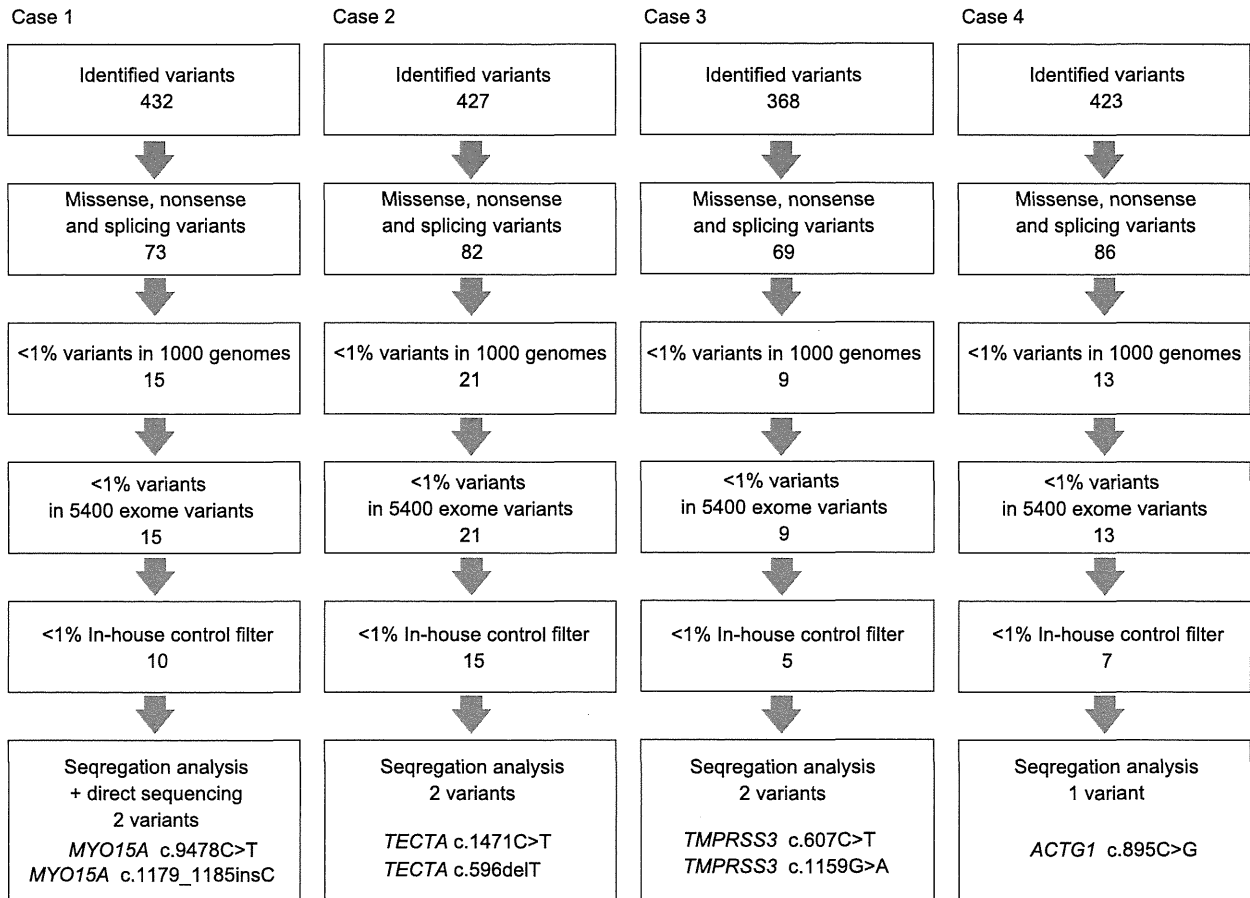 Case 1
Identified variants
432
Missense, nonsense
and splicing variants
73
<1% variants in 1000 genomes
15
<1% variants
in 5400 exome variants
15
<1% In-house control filter
10
Seqregation analysis
+ direct sequencing
2 variants
MYO15A c.9478C>T
MYO15A c.1179_1185insC
Case 2
Identified variants
427
Missense, nonsense
and splicing variants
82
<1% variants in 1000 genomes
21
<1% variants
in 5400 exome variants
21
<1% In-house control filter
15
Seqregation analysis
2 variants
TECTA c.1471C>T
TECTA c.596delT
Case 3
Identified variants
368
Missense, nonsense
and splicing variants
69
<1% variants in 1000 genomes
9
<1% variants
in 5400 exome variants
9
<1% In-house control filter
5
Seqregation analysis
2 variants
TMPRSS3 c.607C>T
TMPRSS3 c.1159G>A
Case 4
Identified variants
423
Missense, nonsense
and splicing variants
86
<1% variants in 1000 genomes
13
<1% variants
in 5400 exome variants
13
<1% In-house control filter
7
Seqregation analysis
1 variant
ACTG1 c.895C>G